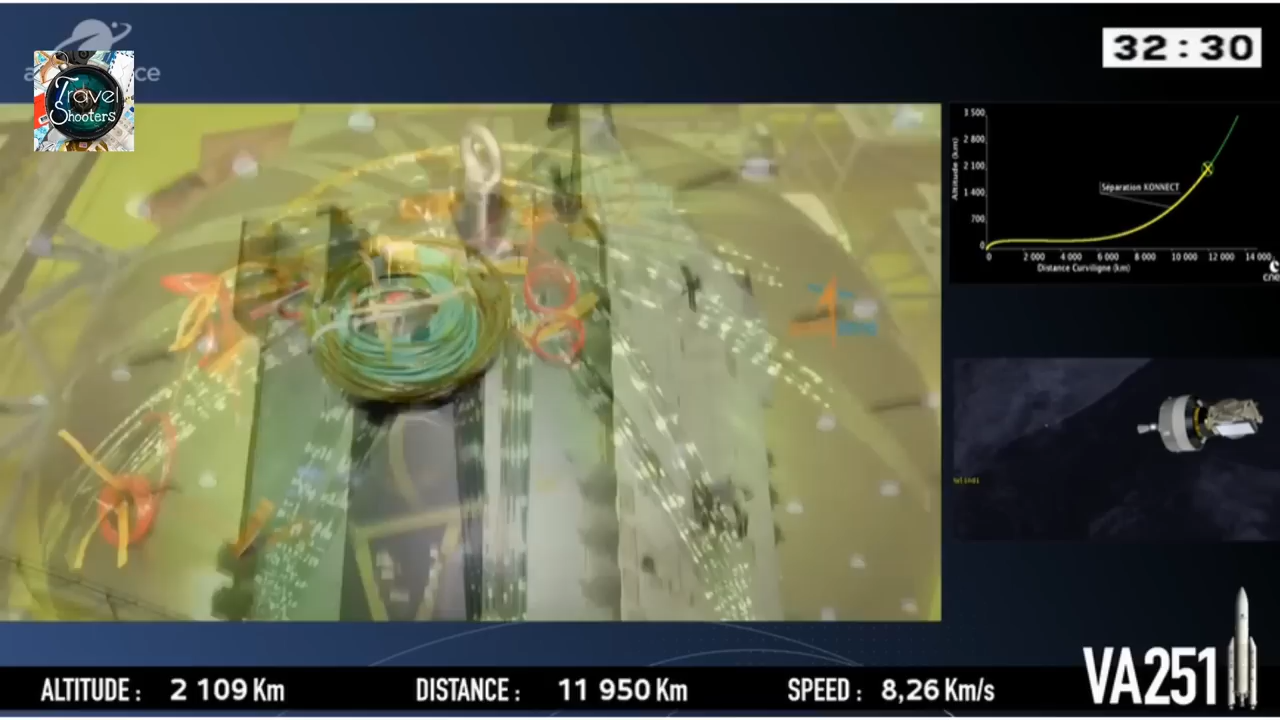 a ce
Travel
Shooters
32:30
Altitude (km)
3 500
2 800
2 100
1 400
700
0
Séparation KONNECT
0 2 000 4 000 6 000 8 000 10 000 12 000 14 000
Distance Curviligne (km)
cne
VA251
ALTITUDE : 2 109 Km DISTANCE : 11 950 Km SPEED : 8,26 Km/s